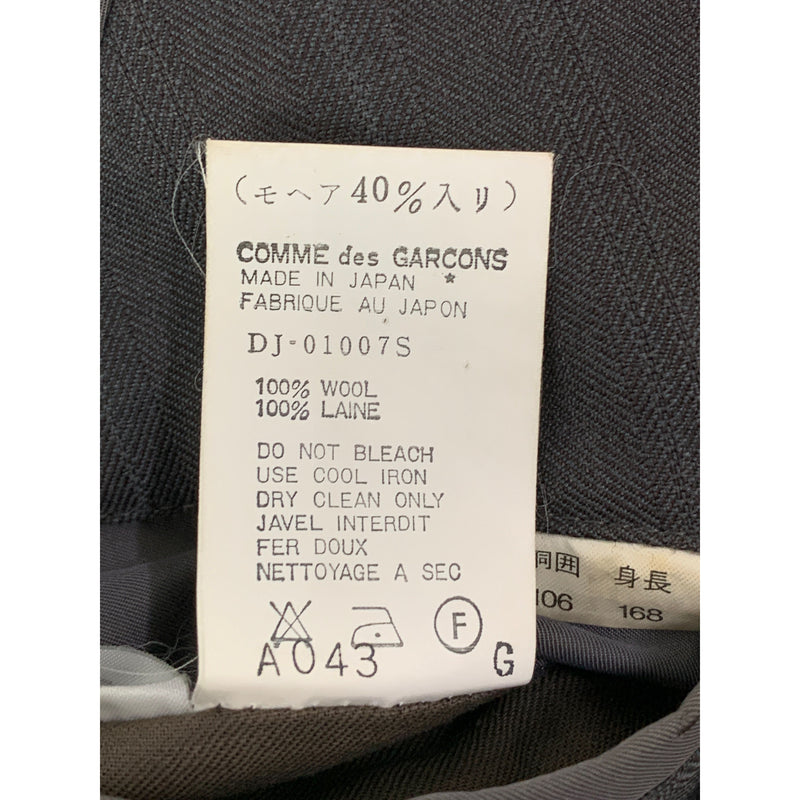 (モヘア40%入リ)
COMME des GARCONS
MADE IN JAPAN *
FABRIQUE AU JAPON
DJ-01007S
100% WOOL
100% LAINE
DO NOT BLEACH
USE COOL IRON
DRY CLEAN ONLY
JAVEL INTERDIT
FER DOUX
NETTOYAGE A SEC
F
A043 G
胴囲 身長
106 168